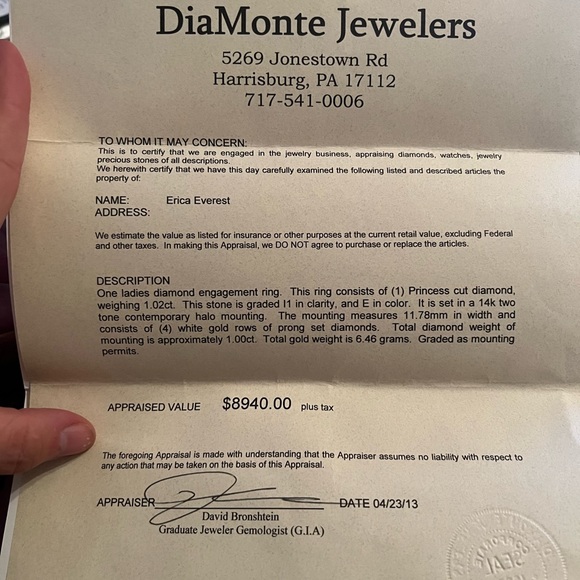 DiaMonte Jewelers
5269 Jonestown Rd
Harrisburg, PA 17112
717-541-0006
TO WHOM IT MAY CONCERN:
This is to certify that we are engaged in the jewelry business, appraising diamonds, watches, jewelry
precious stones of all descriptions.
We herewith certify that we have this day carefully examined the following listed and described articles the
property of:
NAME: Erica Everest
ADDRESS:
We estimate the value as listed for insurance or other purposes at the current retail value, excluding Federal
and other taxes. In making this Appraisal, we DO NOT agree to purchase or replace the articles.
DESCRIPTION
One ladies diamond engagement ring. This ring consists of (1) Princess cut diamond,
weighing 1.02ct. This stone is graded I1 in clarity, and E in color. It is set in a 14k two
tone contemporary halo mounting. The mounting measures 11.78mm in width and
consists of (4) white gold rows of prong set diamonds. Total diamond weight of
mounting is approximately 1.00ct. Total gold weight is 6.46 grams. Graded as mounting
permits.
APPRAISED VALUE $8940.00 plus tax
The foregoing Appraisal is made with understanding that the Appraiser assumes no liability with respect to
any action that may be taken on the basis of this Appraisal.
APPRAISER DATE 04/23/13
David Bronshtein
Graduate Jeweler Gemologist (G.I.A)
SEAL